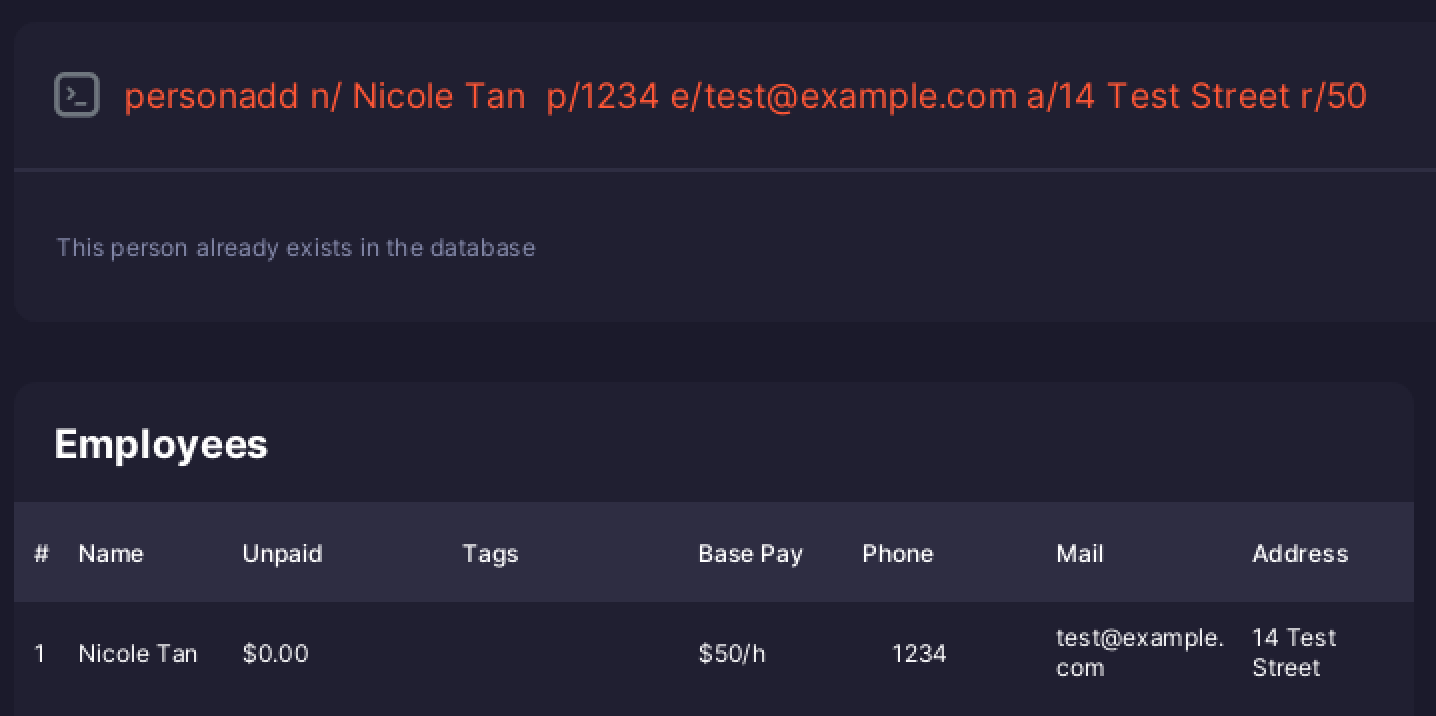 personadd n/ Nicole Tan  p/1234 e/test@example.com a/14 Test Street r/50
This person already exists in the database
Employees
# Name Unpaid Tags Base Pay Phone Mail Address
1 Nicole Tan $0.00 $50/h 1234 test@example. 14 Test
com Street